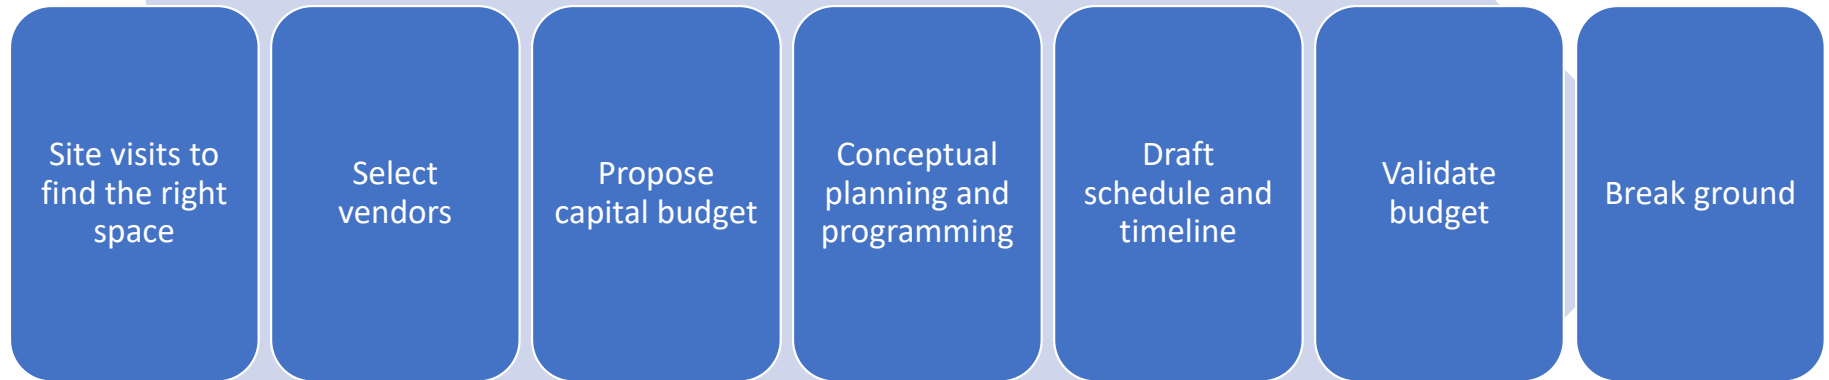 Site visits to
find the right
space
Select
vendors
Propose
capital budget
Conceptual
planning and
programming
Draft
schedule and
timeline
Validate
budget
Break ground